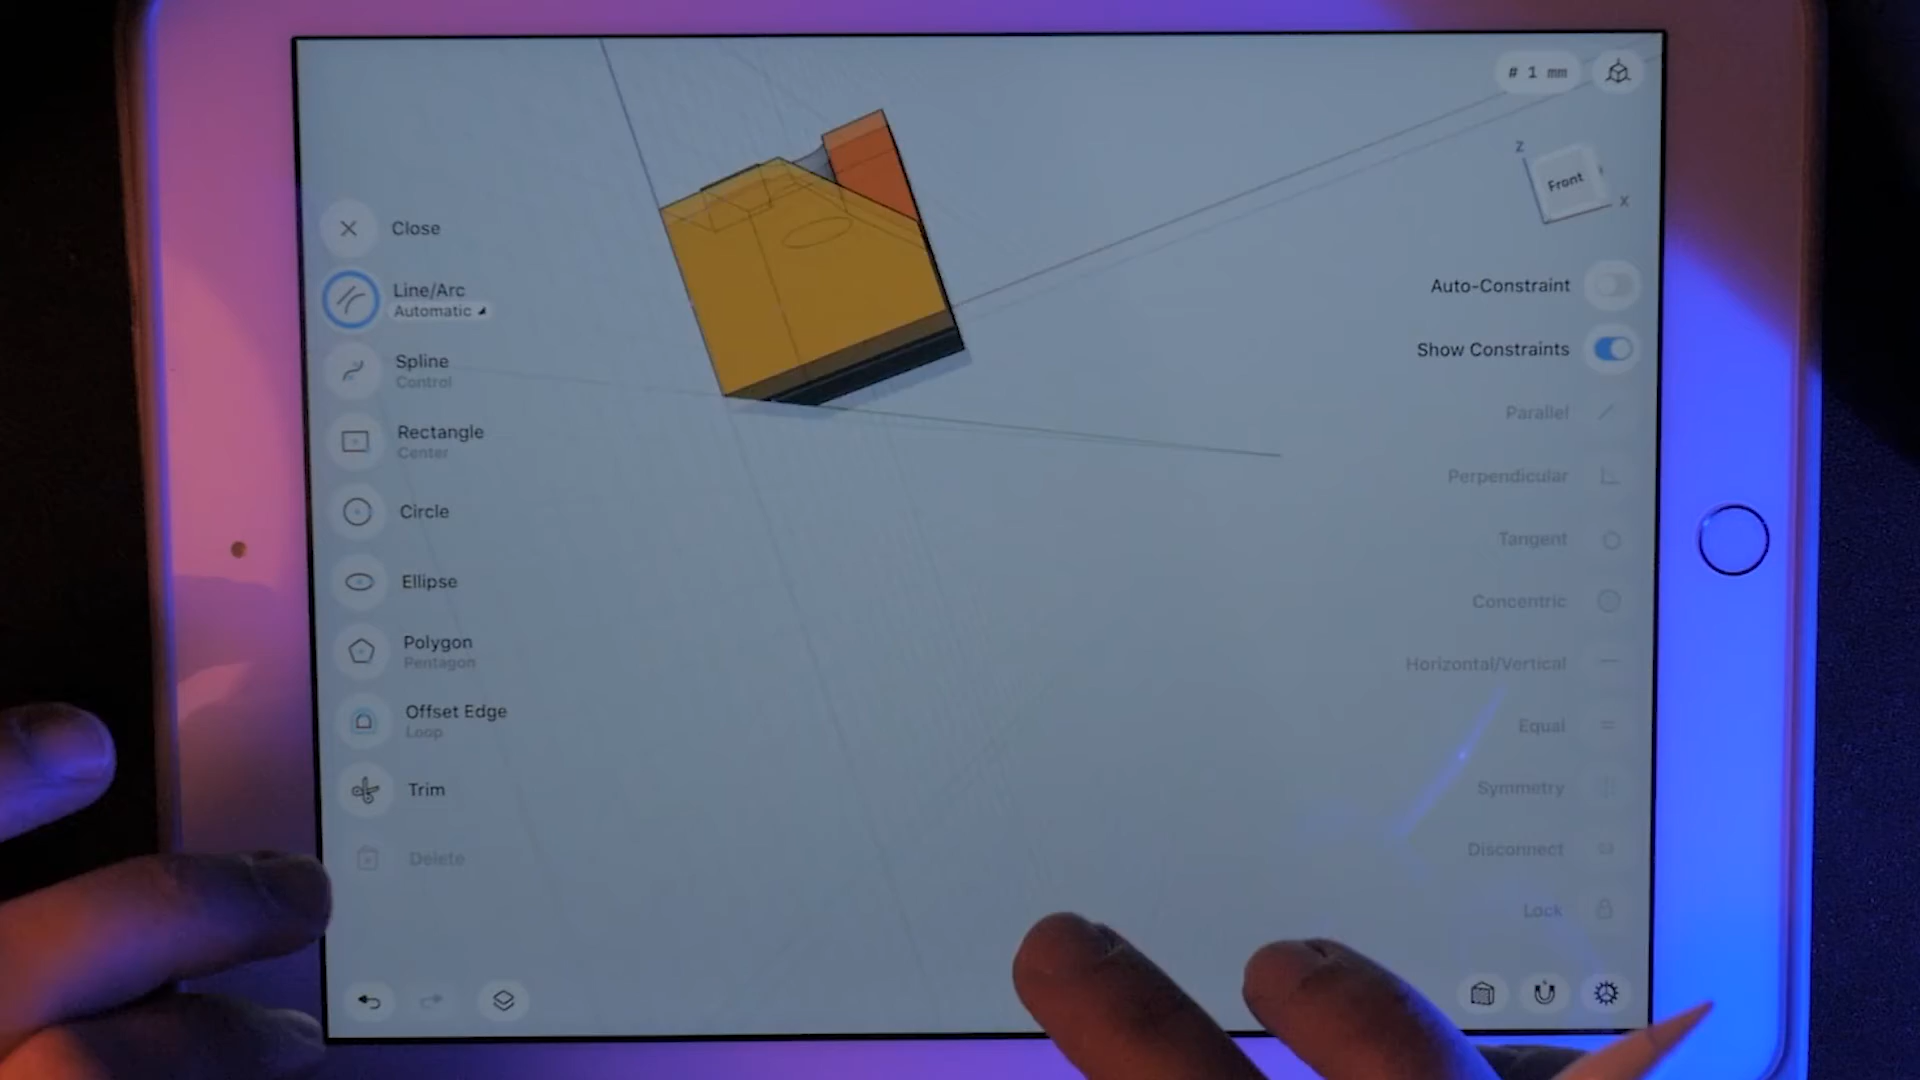 # 1 mm
Z
Front
X
Close
Line/Arc
Automatic
Spline
Control
Rectangle
Center
Circle
Ellipse
Polygon
Pentagon
Offset Edge
Loop
Trim
Delete
Auto-Constraint
Show Constraints
Parallel
Perpendicular
Tangent
Concentric
Horizontal/Vertical
Equal
Symmetry
Disconnect
Lock